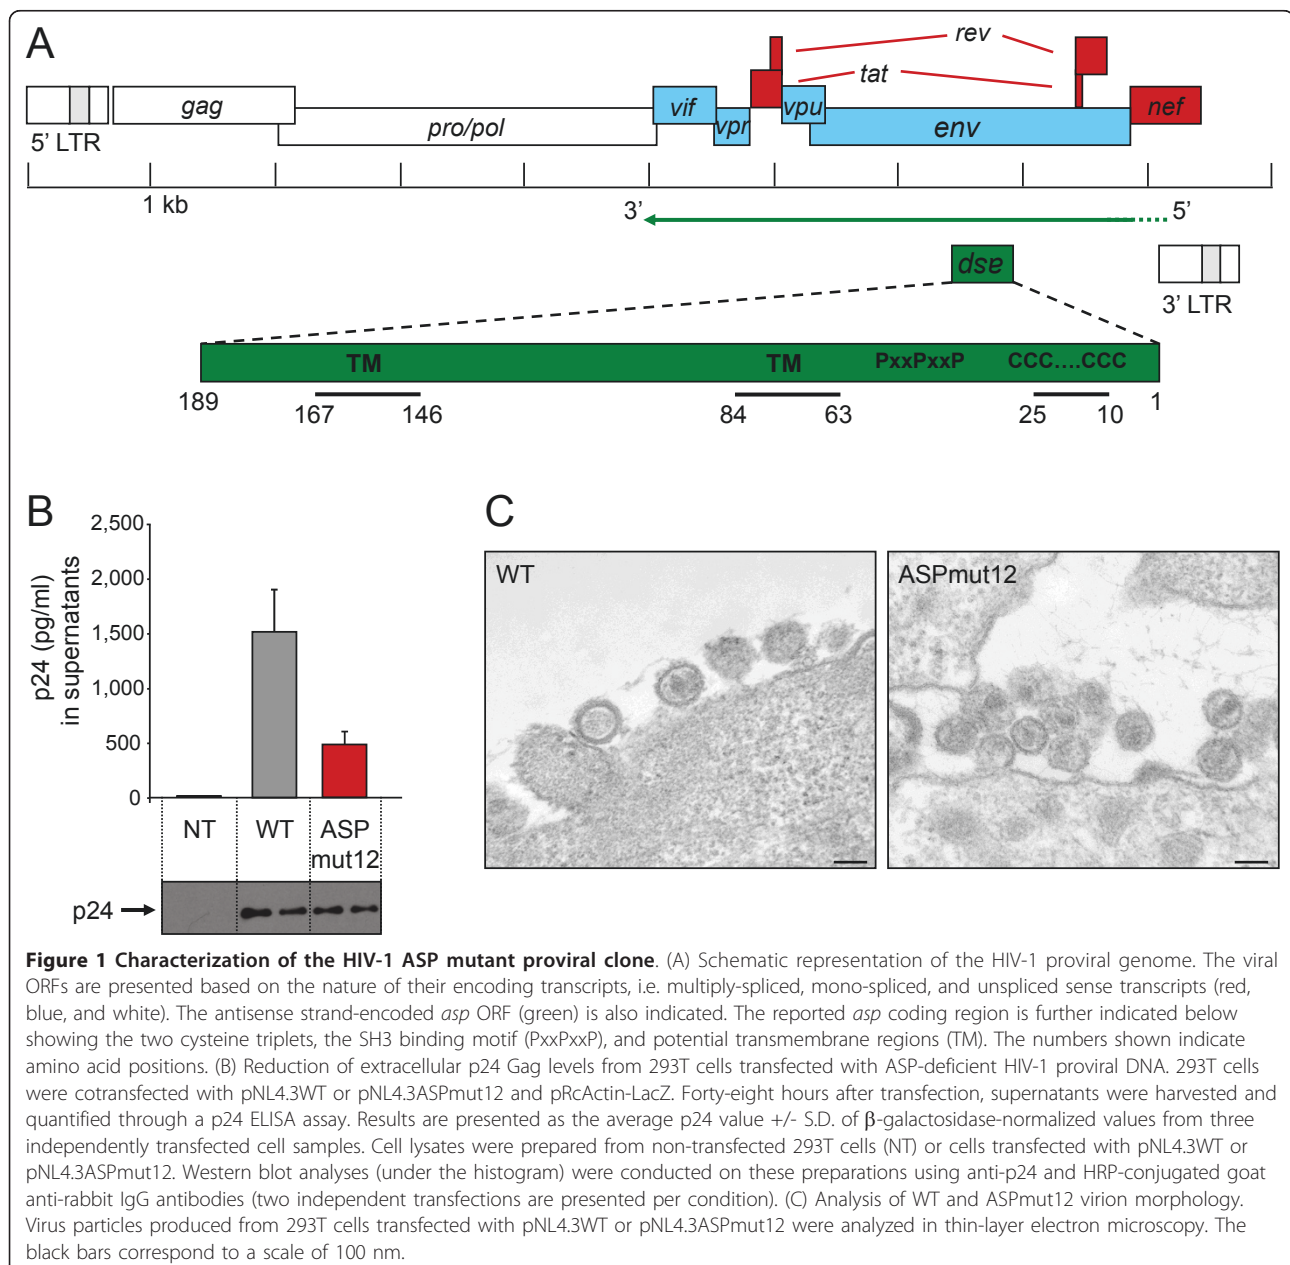 A
rev
tat
gag
vif
vpu
nef
5’ LTR
pro/pol
vpr
env
1 kb
3’
5’
asp
3’ LTR
TM
TM
PxxPxxP
CCC....CCC
189
167
146
84
63
25
10
1
B
C
2,500
2,000
1,500
1,000
500
0
p24 (pg/ml)
in supernatants
NT
WT
ASP
mut12
p24
WT
ASPmut12
Figure 1 Characterization of the HIV-1 ASP mutant proviral clone. (A) Schematic representation of the HIV-1 proviral genome. The viral
ORFs are presented based on the nature of their encoding transcripts, i.e. multiply-spliced, mono-spliced, and unspliced sense transcripts (red,
blue, and white). The antisense strand-encoded asp ORF (green) is also indicated. The reported asp coding region is further indicated below
showing the two cysteine triplets, the SH3 binding motif (PxxPxxP), and potential transmembrane regions (TM). The numbers shown indicate
amino acid positions. (B) Reduction of extracellular p24 Gag levels from 293T cells transfected with ASP-deficient HIV-1 proviral DNA. 293T cells
were cotransfected with pNL4.3WT or pNL4.3ASPmut12 and pRcActin-LacZ. Forty-eight hours after transfection, supernatants were harvested and
quantified through a p24 ELISA assay. Results are presented as the average p24 value +/- S.D. of β-galactosidase-normalized values from three
independently transfected cell samples. Cell lysates were prepared from non-transfected 293T cells (NT) or cells transfected with pNL4.3WT or
pNL4.3ASPmut12. Western blot analyses (under the histogram) were conducted on these preparations using anti-p24 and HRP-conjugated goat
anti-rabbit IgG antibodies (two independent transfections are presented per condition). (C) Analysis of WT and ASPmut12 virion morphology.
Virus particles produced from 293T cells transfected with pNL4.3WT or pNL4.3ASPmut12 were analyzed in thin-layer electron microscopy. The
black bars correspond to a scale of 100 nm.